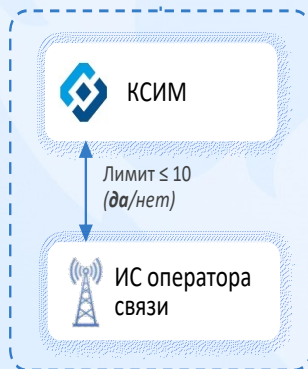 КСИМ
Лимит ≤ 10
(да/нет)
ИС оператора
связи